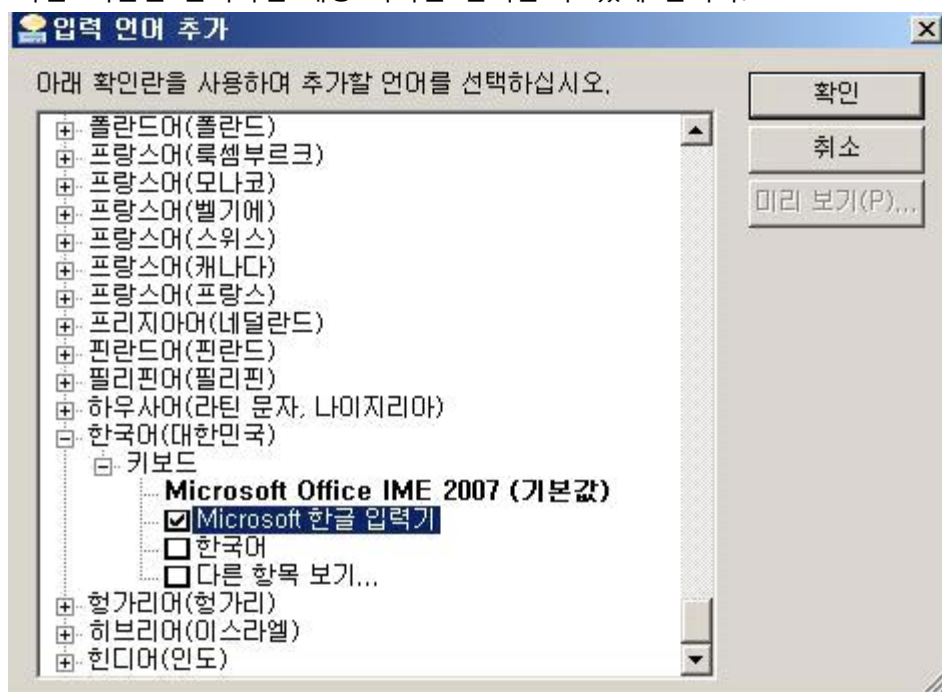 입력 언어 추가
아래 확인란을 사용하여 추가할 언어를 선택하십시오.
확인
취소
미리 보기(P)...
폴란드어(폴란드)
프랑스어(룩셈부르크)
프랑스어(모나코)
프랑스어(벨기에)
프랑스어(스위스)
프랑스어(캐나다)
프랑스어(프랑스)
프리지아어(네덜란드)
핀란드어(핀란드)
필리핀어(필리핀)
하우사어(라틴 문자, 나이지리아)
한국어(대한민국)
키보드
Microsoft Office IME 2007 (기본값)
Microsoft 한글 입력기
한국어
다른 항목 보기...
헝가리어(헝가리)
히브리어(이스라엘)
힌디어(인도)